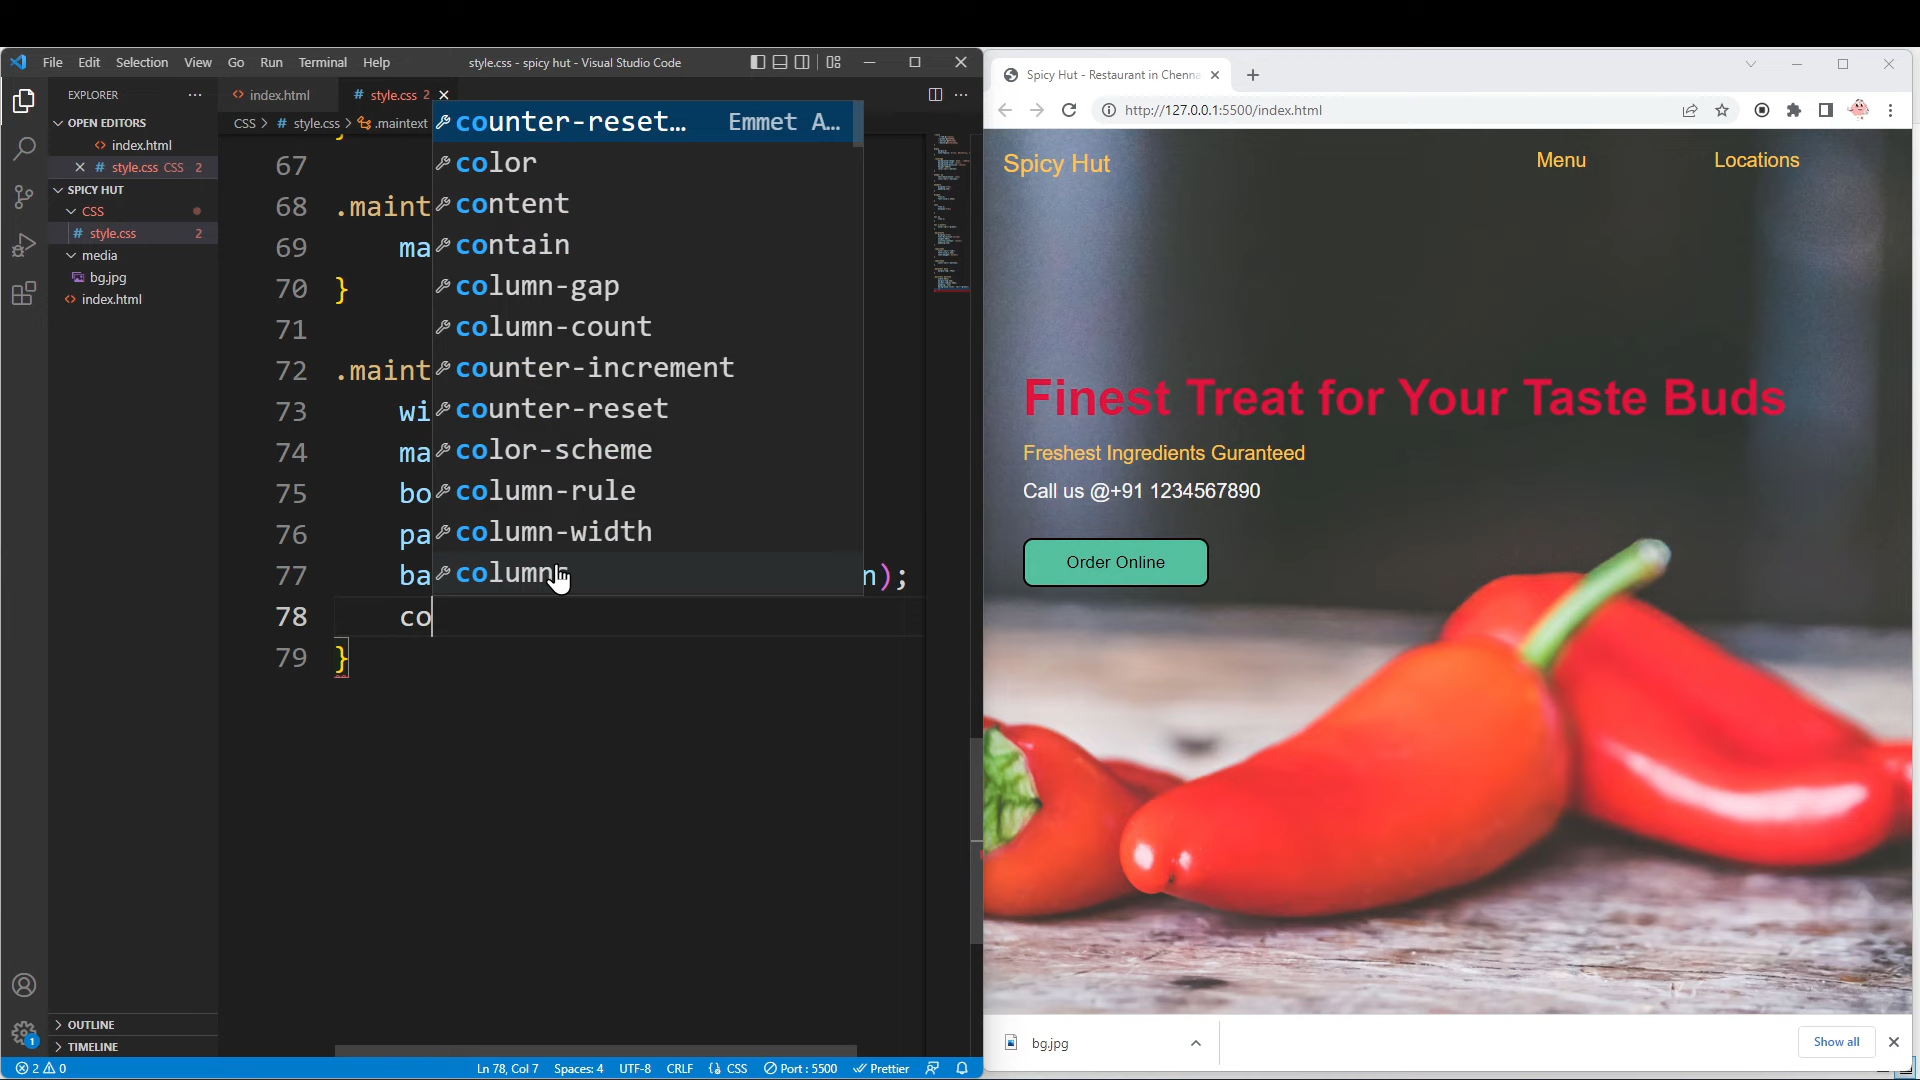 File Edit Selection View Go Run Terminal Help
style.css - spicy hut - Visual Studio Code
EXPLORER
OPEN EDITORS
index.html
style.css CSS 2
SPICY HUT
CSS
# style.css 2
media
bg.jpg
index.html
OUTLINE
TIMELINE
index.html
# style.css 2
CSS > # style.css > .maintext
67
68 .maint
69 ma
70 }
71
72 .maint
73 wi
74 ma
75 bo
76 pa
77 ba n);
78 co
79 }
counter-reset… Emmet A…
color
content
contain
column-gap
column-count
counter-increment
counter-reset
color-scheme
column-rule
column-width
columns
1
2 0
Ln 78, Col 7 Spaces: 4 UTF-8 CRLF {} CSS Port : 5500 Prettier
Spicy Hut - Restaurant in Chenna
http://127.0.0.1:5500/index.html
Spicy Hut
Menu
Locations
Finest Treat for Your Taste Buds
Freshest Ingredients Guranteed
Call us @+91 1234567890
Order Online
bg.jpg
Show all